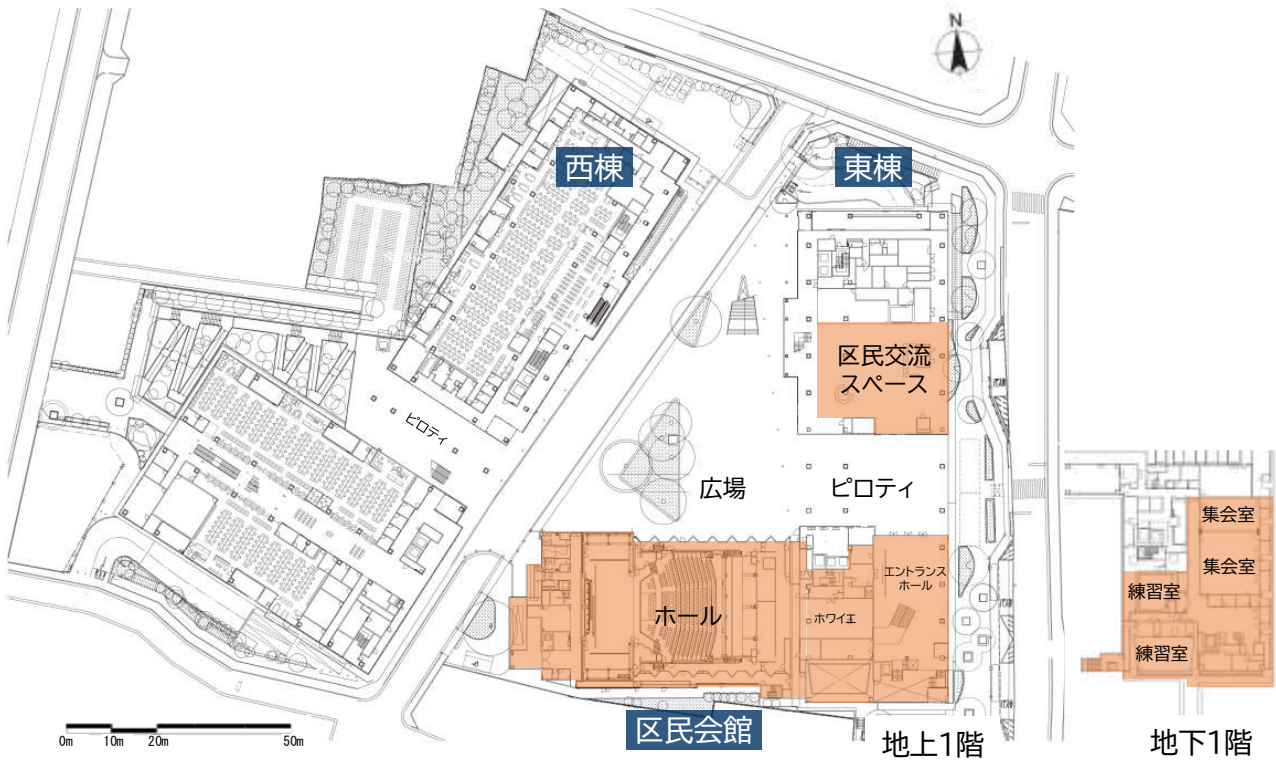 N
西棟
東棟
区民交流
スペース
ピロティ
広場
ピロティ
集会室
集会室
練習室
練習室
エントランス
ホール
ホール
ホワイエ
区民会館
0m
10m
20m
50m
地上1階
地下1階